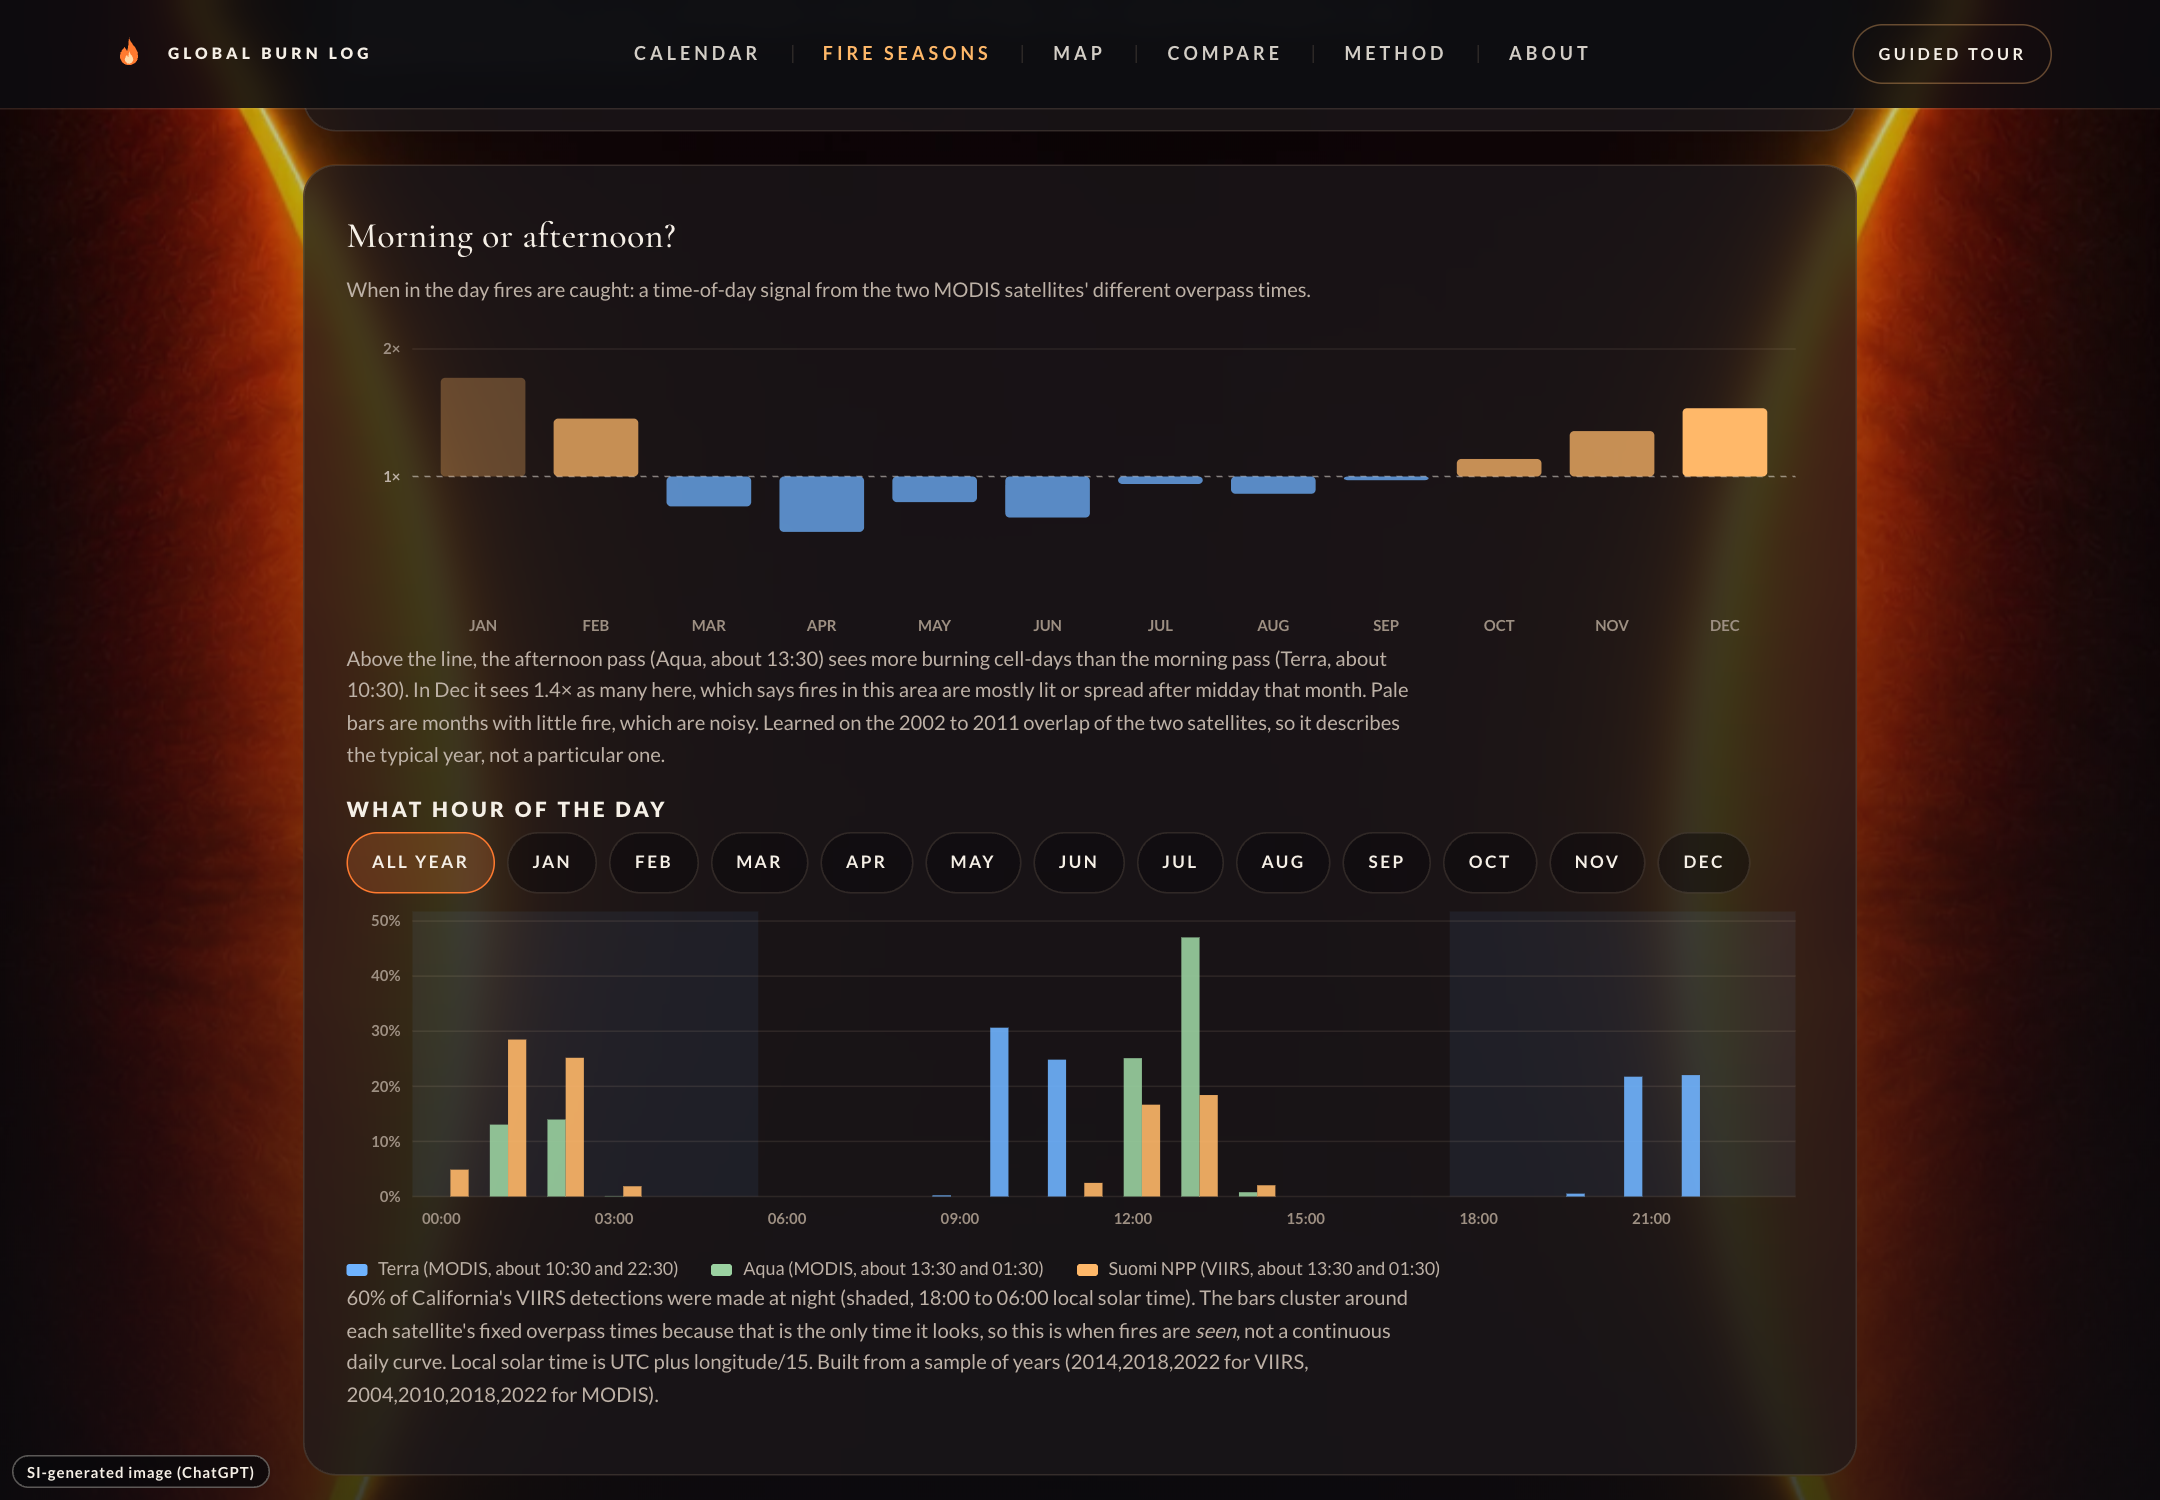 GLOBAL BURN LOG
CALENDAR
FIRE SEASONS
MAP
COMPARE
METHOD
ABOUT
GUIDED TOUR
Morning or afternoon?
When in the day fires are caught: a time-of-day signal from the two MODIS satellites' different overpass times.
2×
1×
JAN FEB MAR APR MAY JUN JUL AUG SEP OCT NOV DEC
Above the line, the afternoon pass (Aqua, about 13:30) sees more burning cell-days than the morning pass (Terra, about
10:30). In Dec it sees 1.4× as many here, which says fires in this area are mostly lit or spread after midday that month. Pale
bars are months with little fire, which are noisy. Learned on the 2002 to 2011 overlap of the two satellites, so it describes
the typical year, not a particular one.
WHAT HOUR OF THE DAY
ALL YEAR JAN FEB MAR APR MAY JUN JUL AUG SEP OCT NOV DEC
50%
40%
30%
20%
10%
0%
00:00 03:00 06:00 09:00 12:00 15:00 18:00 21:00
Terra (MODIS, about 10:30 and 22:30) Aqua (MODIS, about 13:30 and 01:30) Suomi NPP (VIIRS, about 13:30 and 01:30)
60% of California's VIIRS detections were made at night (shaded, 18:00 to 06:00 local solar time). The bars cluster around
each satellite's fixed overpass times because that is the only time it looks, so this is when fires are seen, not a continuous
daily curve. Local solar time is UTC plus longitude/15. Built from a sample of years (2014,2018,2022 for VIIRS,
2004,2010,2018,2022 for MODIS).
SI-generated image (ChatGPT)